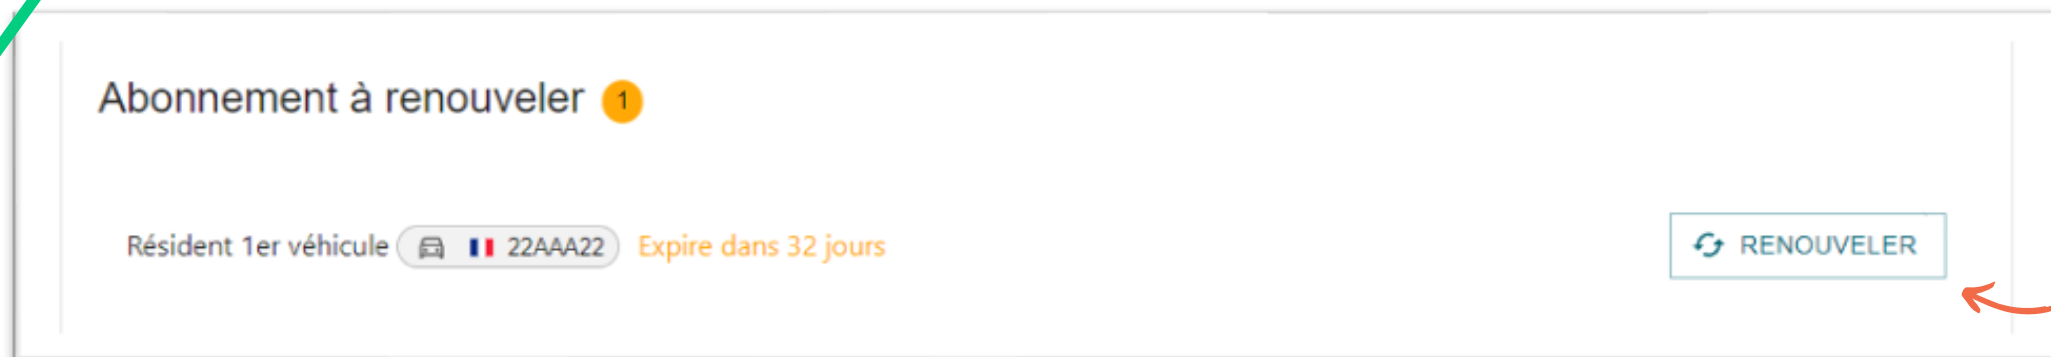 Abonnement à renouveler 1
Résident 1er véhicule 22AAA22 Expire dans 32 jours RENOUVELER